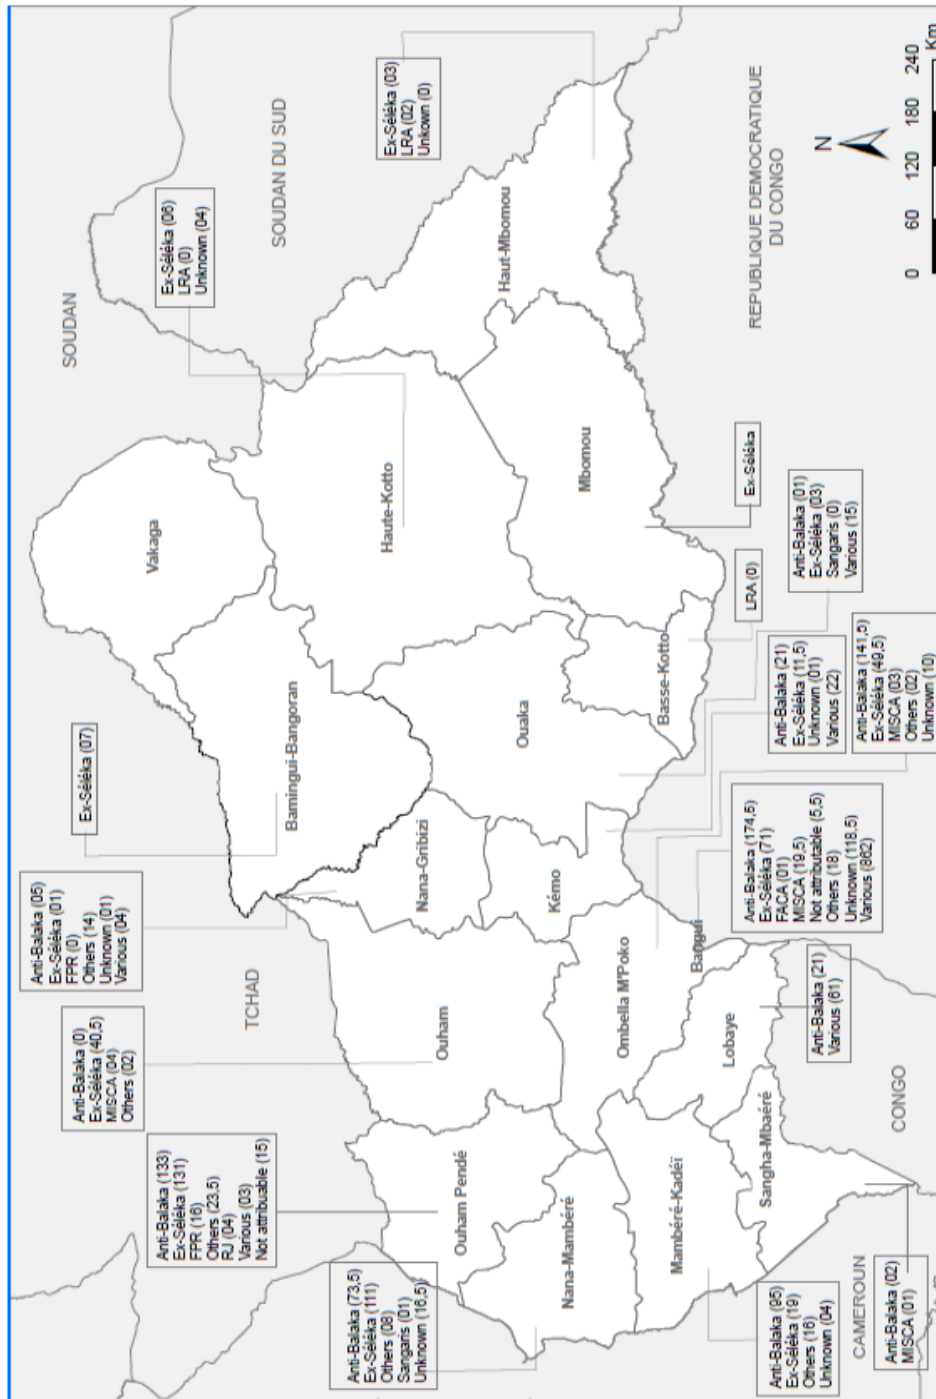 SOUDAN
SOUDAN DU SUD
TCHAD
CAMEROUN
CONGO
REPUBLIQUE DEMOCRATIQUE
DU CONGO
Ex-Séléka (03)
LRA (02)
Unkown (0)
Ex-Séléka (06)
LRA (0)
Unknown (04)
Ex-Séléka (07)
Anti-Balaka (05)
Ex-Séléka (01)
FPR (0)
Others (14)
Unknown (01)
Various (04)
Anti-Balaka (0)
Ex-Séléka (40,5)
MISCA (04)
Others (02)
Anti-Balaka (133)
Ex-Séléka (131)
FPR (16)
Others (23,5)
RJ (04)
Various (03)
Not attribuable (15)
Anti-Balaka (73,5)
Ex-Séléka (111)
Others (08)
Sangaris (01)
Unknown (16,5)
Anti-Balaka (95)
Ex-Séléka (19)
Others (16)
Unknown (04)
Anti-Balaka (02)
MISCA (01)
Anti-Balaka (21)
Various (61)
Anti-Balaka (174,5)
Ex-Séléka (71)
FACA (01)
MISCA (19,5)
Not attributable (5,5)
Others (18)
Unknown (118,5)
Various (862)
Anti-Balaka (141,5)
Ex-Séléka (49,5)
MISCA (03)
Others (02)
Unknown (10)
Anti-Balaka (21)
Ex-Séléka (11,5)
Unknown (01)
Various (22)
Anti-Balaka (01)
Ex-Séléka (03)
Sangaris (0)
Various (15)
LRA (0)
Ex-Séléka
Vakaga
Bamingui-Bangoran
Haute-Kotto
Haut-Mbomou
Mbomou
Basse-Kotto
Ouaka
Nana-Gribizi
Kémo
Ouham
Ombella M'Poko
Bangui
Lobaye
Ouham Pendé
Nana-Mambéré
Mambéré-Kadéï
Sangha-Mbaéré
N
0 60 120 180 240
Km